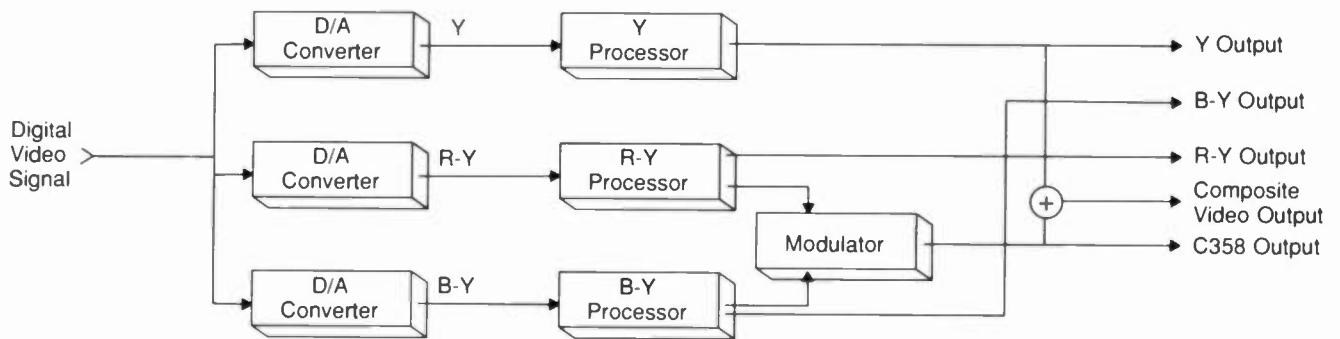 Digital
Video
Signal
D/A
Converter
Y
Y
Processor
Y Output
B-Y Output
D/A
Converter
R-Y
R-Y
Processor
R-Y Output
+
Composite
Video Output
Modulator
C358 Output
D/A
Converter
B-Y
B-Y
Processor